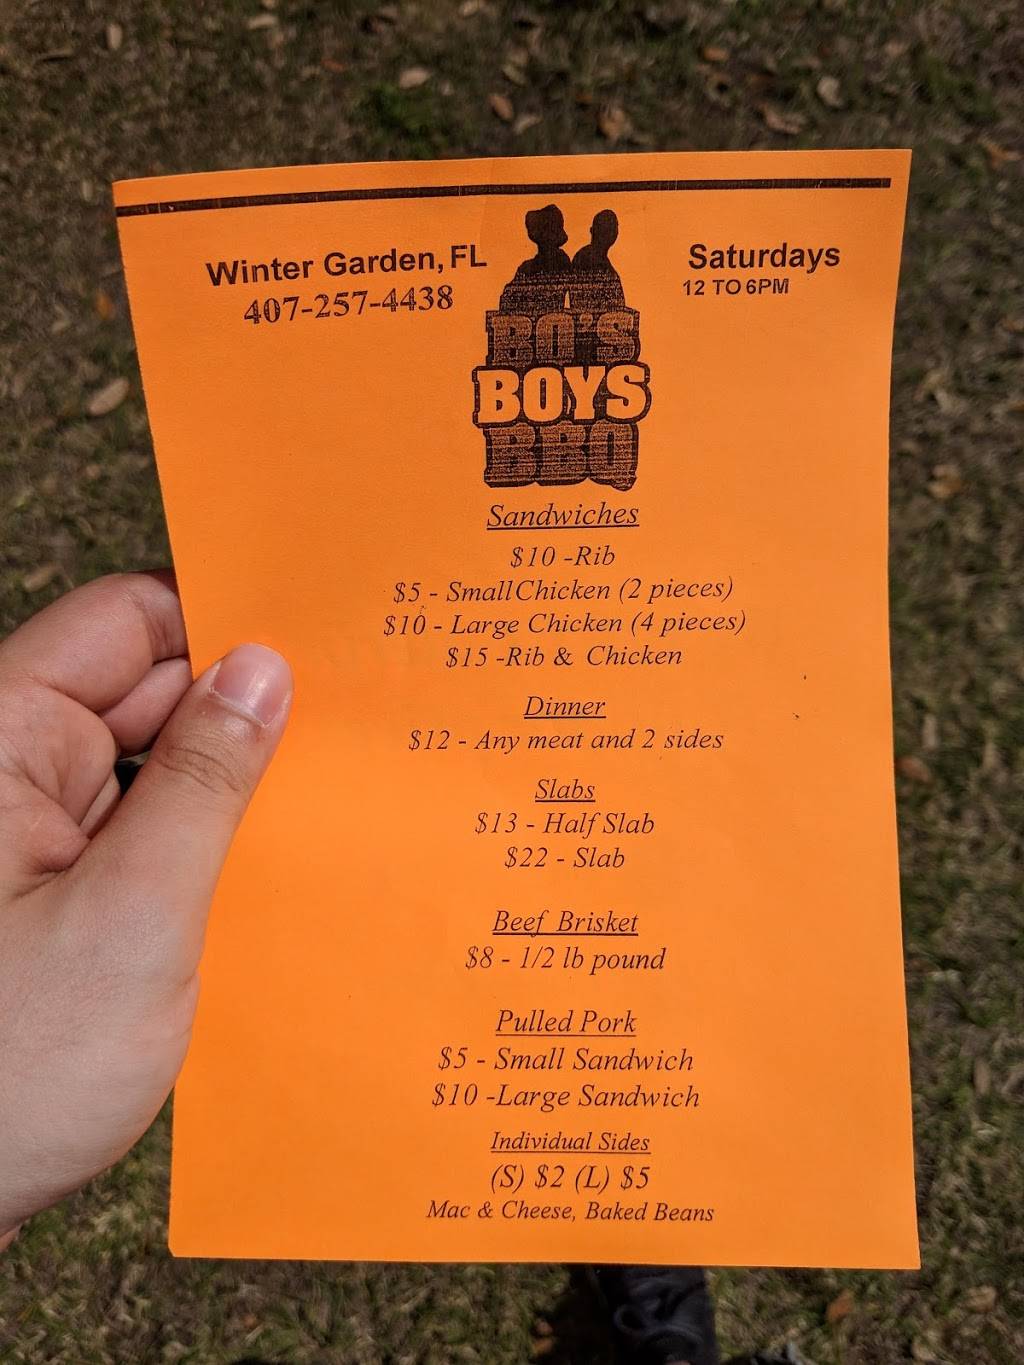 Winter Garden, FL
407-257-4438
Saturdays
12 TO 6PM
BO'S
BOYS
BBQ
Sandwiches
$10 -Rib
$5 - Small Chicken (2 pieces)
$10 - Large Chicken (4 pieces)
$15 -Rib & Chicken
Dinner
$12 - Any meat and 2 sides
Slabs
$13 - Half Slab
$22 - Slab
Beef Brisket
$8 - 1/2 lb pound
Pulled Pork
$5 - Small Sandwich
$10 -Large Sandwich
Individual Sides
(S) $2 (L) $5
Mac & Cheese, Baked Beans